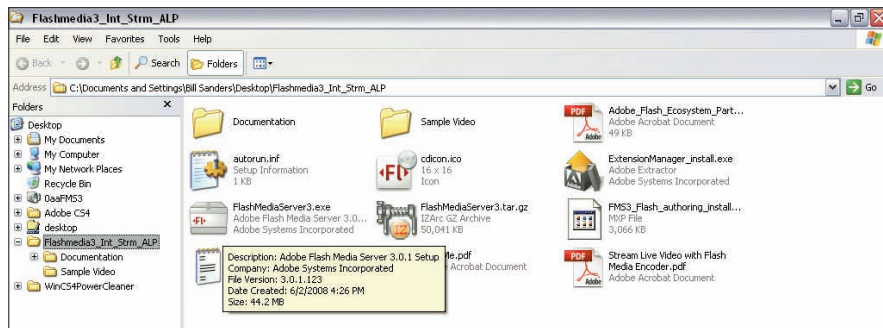 Flashmedia3_Int_Strm_ALP
File Edit View Favorites Tools Help
Back Search Folders
Address C:\Documents and Settings\Bill Sanders\Desktop\Flashmedia3_Int_Strm_ALP Go
Folders x
Desktop
My Documents
My Computer
My Network Places
Recycle Bin
0aaFMS3
Adobe CS4
desktop
Flashmedia3_Int_Strm_ALP
Documentation
Sample Video
WinCS4PowerCleaner
Documentation
Sample Video
PDF
Adobe
Adobe_Flash_Ecosystem_Part...
Adobe Acrobat Document
49 KB
autorun.inf
Setup Information
1 KB
cdicon.ico
16 x 16
Icon
ExtensionManager_install.exe
Adobe Extractor
Adobe Systems Incorporated
FlashMediaServer3.exe
Adobe Flash Media Server 3.0...
Adobe Systems Incorporated
FlashMediaServer3.tar.gz
IZArc GZ Archive
50,041 KB
FMS3_Flash_authoring_install...
MXP File
3,066 KB
Description: Adobe Flash Media Server 3.0.1 Setup
Company: Adobe Systems Incorporated
File Version: 3.0.1.123
Date Created: 6/2/2008 4:26 PM
Size: 44.2 MB
Me.pdf
Acrobat Document
PDF
Adobe
Stream Live Video with Flash
Media Encoder.pdf
Adobe Acrobat Document